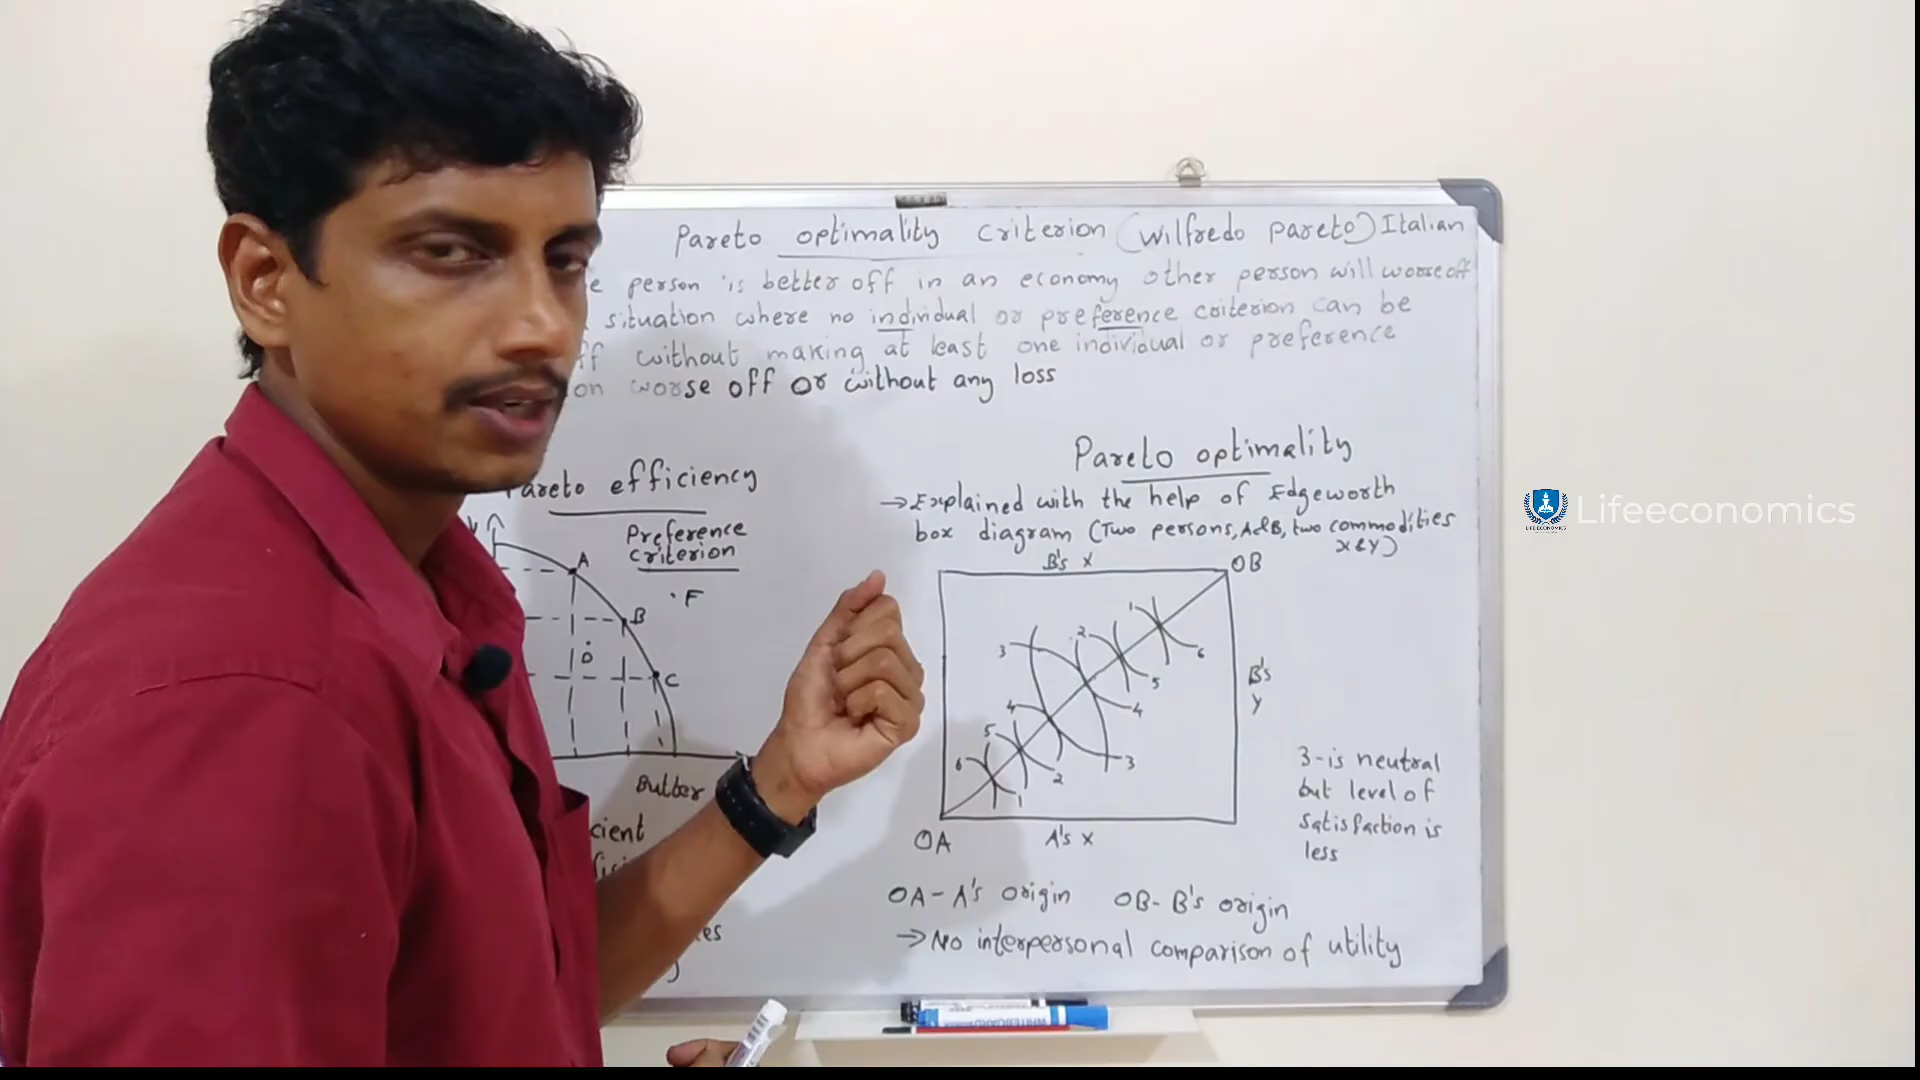 Pareto optimality criterion (Wilfredo pareto) Italian
e person is better off in an economy other person will worse off
situation where no individual or preference criterion can be
ff without making at least one individual or preference
on worse off or without any loss
Pareto efficiency
Preference
criterion
A
F
B
D
C
Butter
cient
Pareto optimality
→ Explained with the help of Edgeworth
box diagram (Two persons, A&B, two commodities
X & Y)
B's X
OB
1
2
3
6
5
4
4
5
3
6
2
1
B's
Y
OA
A's X
3-is neutral
but level of
satisfaction is
less
OA - A's origin OB - B's origin
→ No interpersonal comparison of utility
Lifeeconomics
LIFE ECONOMICS